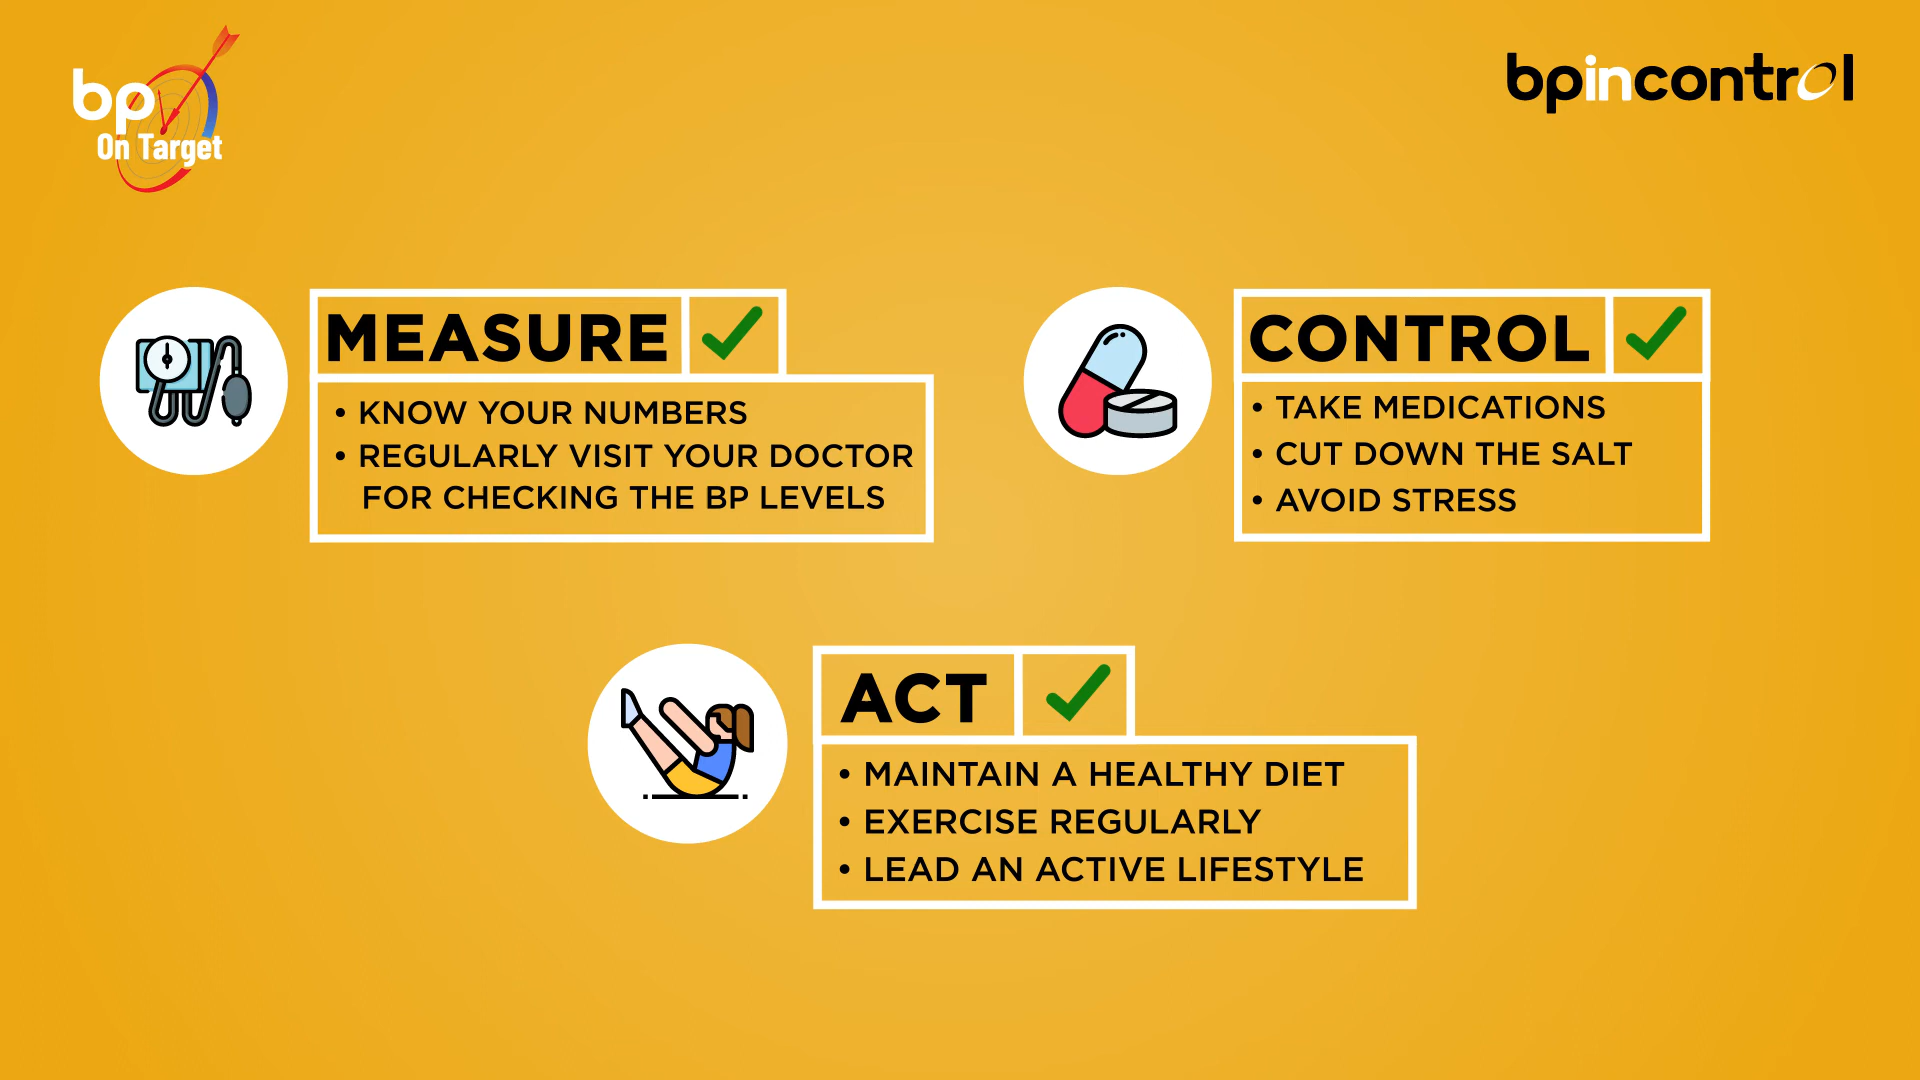 bp
On Target
bpincontrol
MEASURE
• KNOW YOUR NUMBERS
• REGULARLY VISIT YOUR DOCTOR
FOR CHECKING THE BP LEVELS
CONTROL
• TAKE MEDICATIONS
• CUT DOWN THE SALT
• AVOID STRESS
ACT
• MAINTAIN A HEALTHY DIET
• EXERCISE REGULARLY
• LEAD AN ACTIVE LIFESTYLE